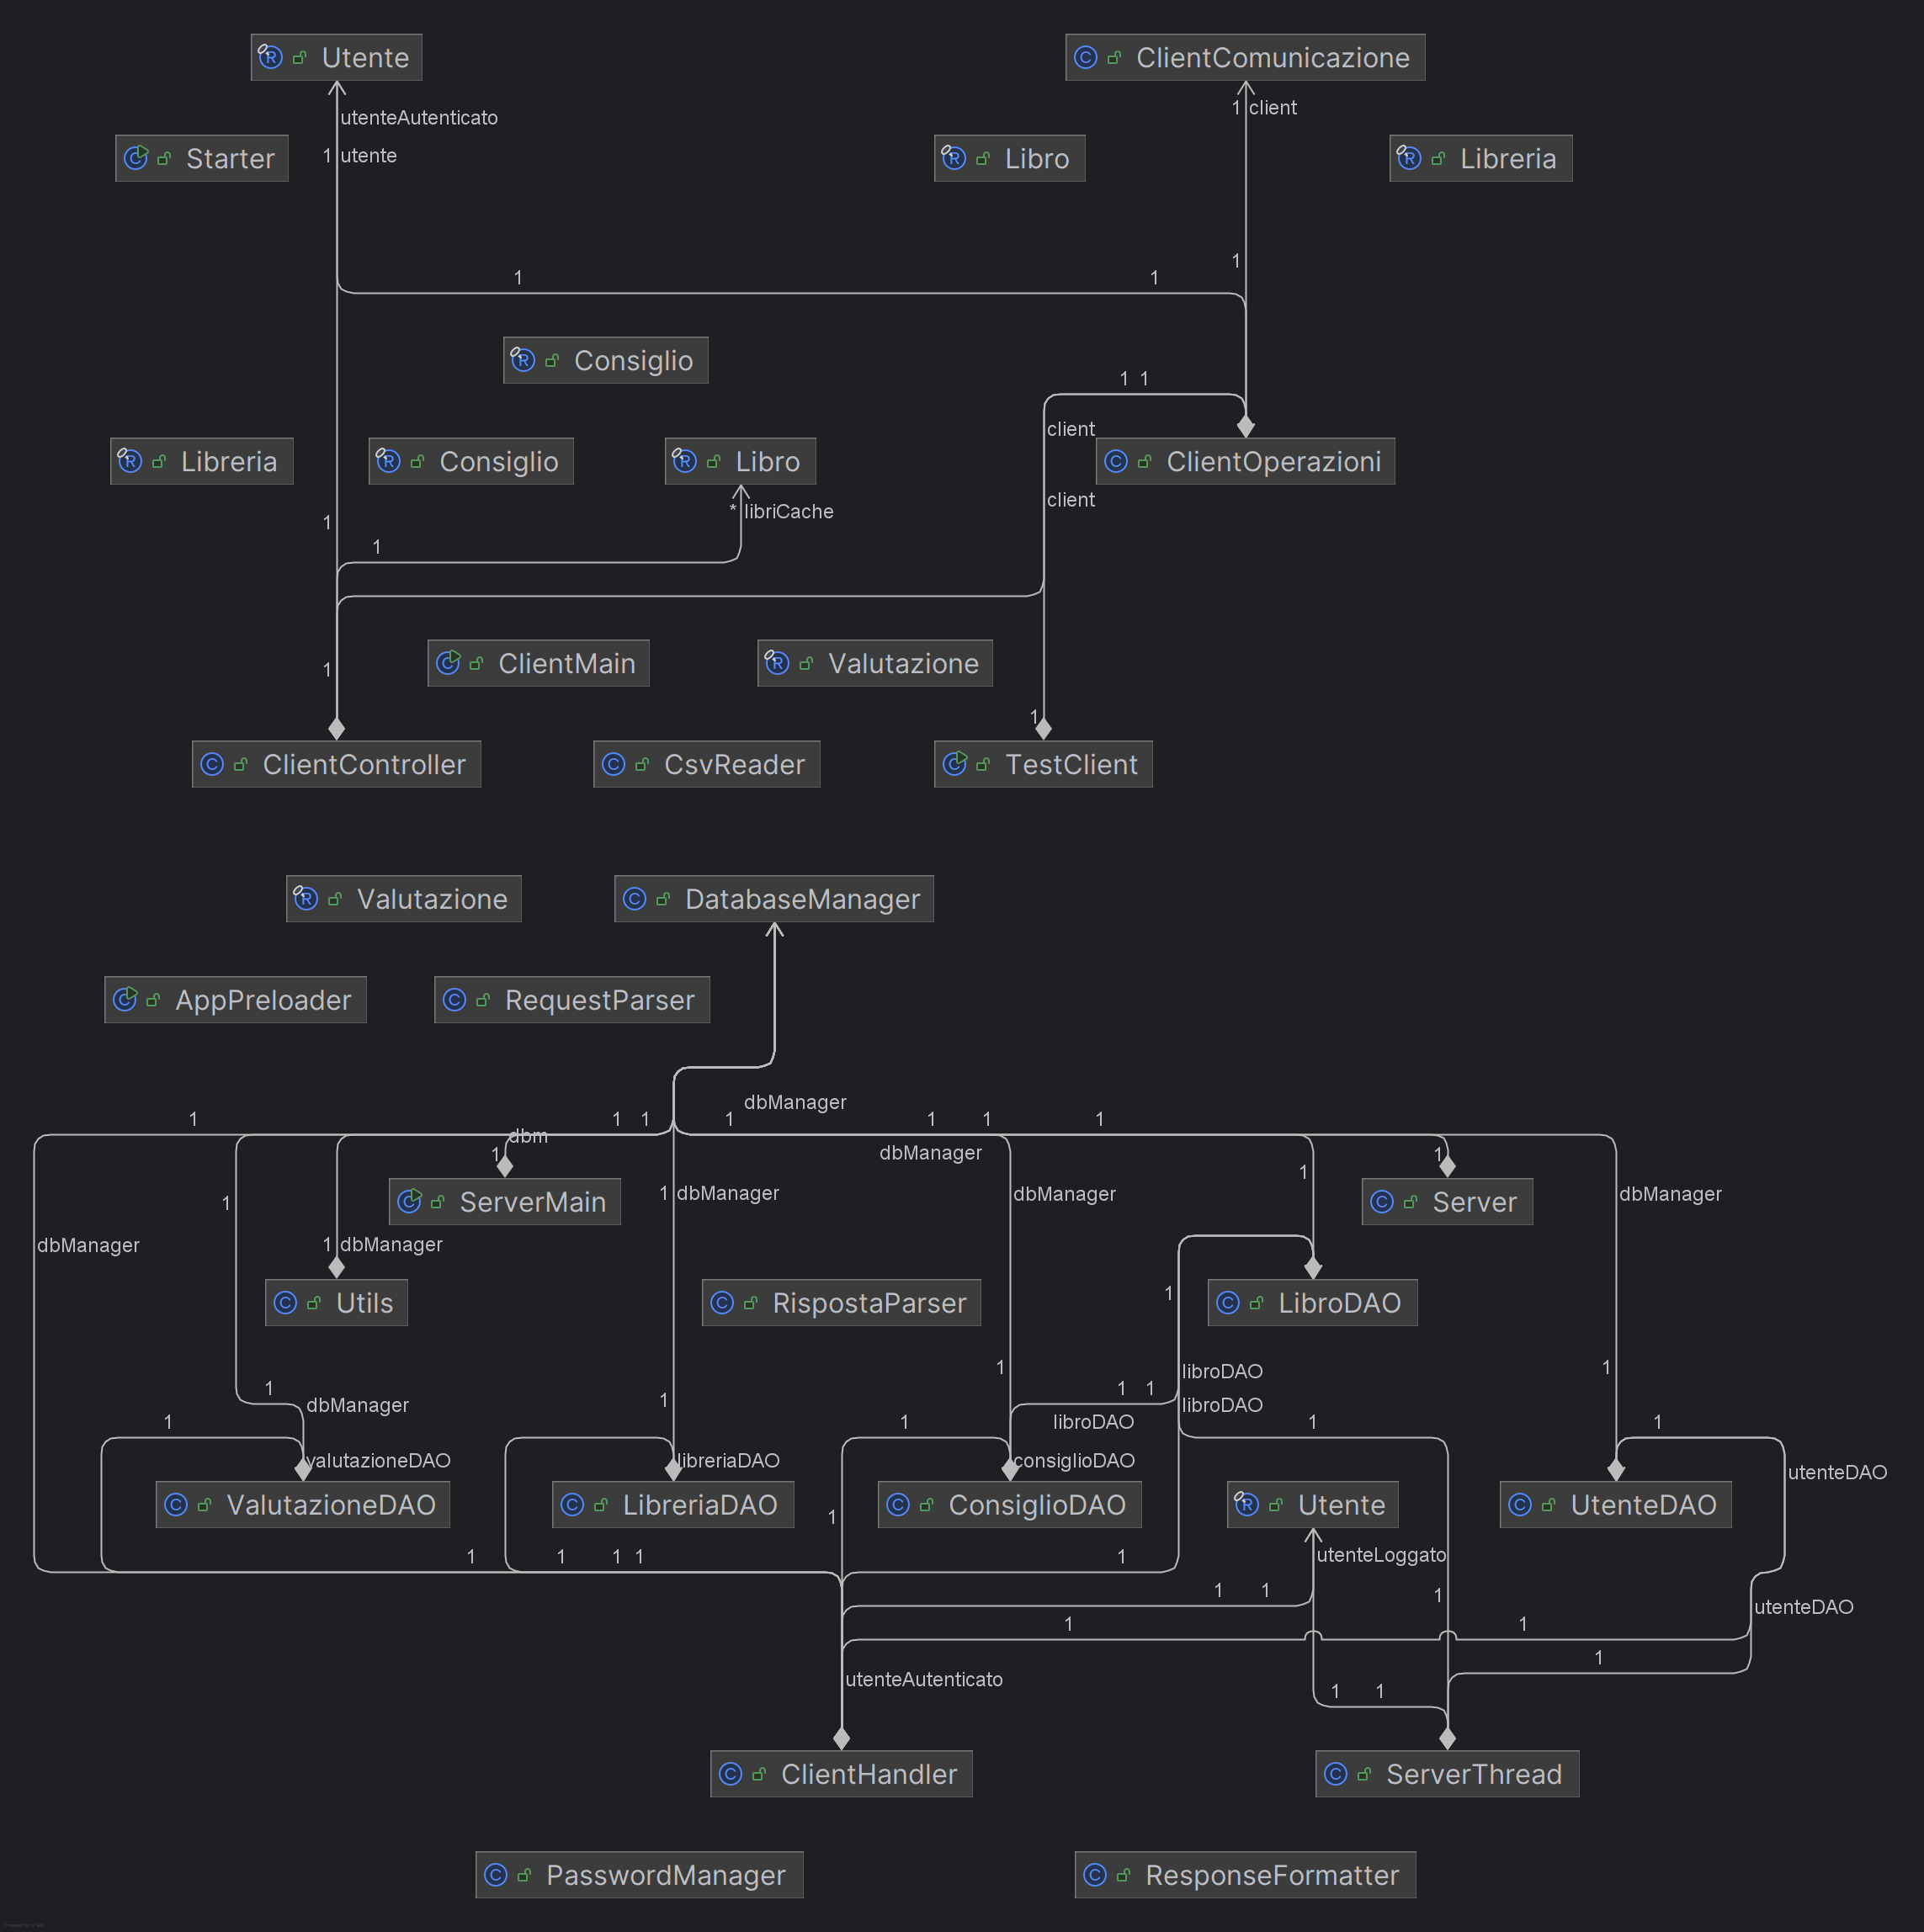 Utente
ClientComunicazione
1 client
utenteAutenticato
Starter
1 utente
Libro
Libreria
1
1
1
Consiglio
1 1
client
Libreria
Consiglio
Libro
ClientOperazioni
client
* libriCache
1
1
ClientMain
Valutazione
1
1
ClientController
CsvReader
TestClient
Valutazione
DatabaseManager
AppPreloader
RequestParser
dbManager
1
1 1
1
1
1
1
dbm
1
dbManager
1
1
1
1 dbManager
dbManager
dbManager
ServerMain
Server
1
dbManager
1 dbManager
Utils
RispostaParser
LibroDAO
1
1
1
libroDAO
1
1 1
1
dbManager
libroDAO
1
1
libroDAO
1
1
valutazioneDAO
libreriaDAO
consiglioDAO
utenteDAO
ValutazioneDAO
LibreriaDAO
ConsiglioDAO
Utente
UtenteDAO
1
1
1
1 1
1
utenteLoggato
1
1
1
utenteDAO
1
1
1
utenteAutenticato
1
1
ClientHandler
ServerThread
PasswordManager
ResponseFormatter